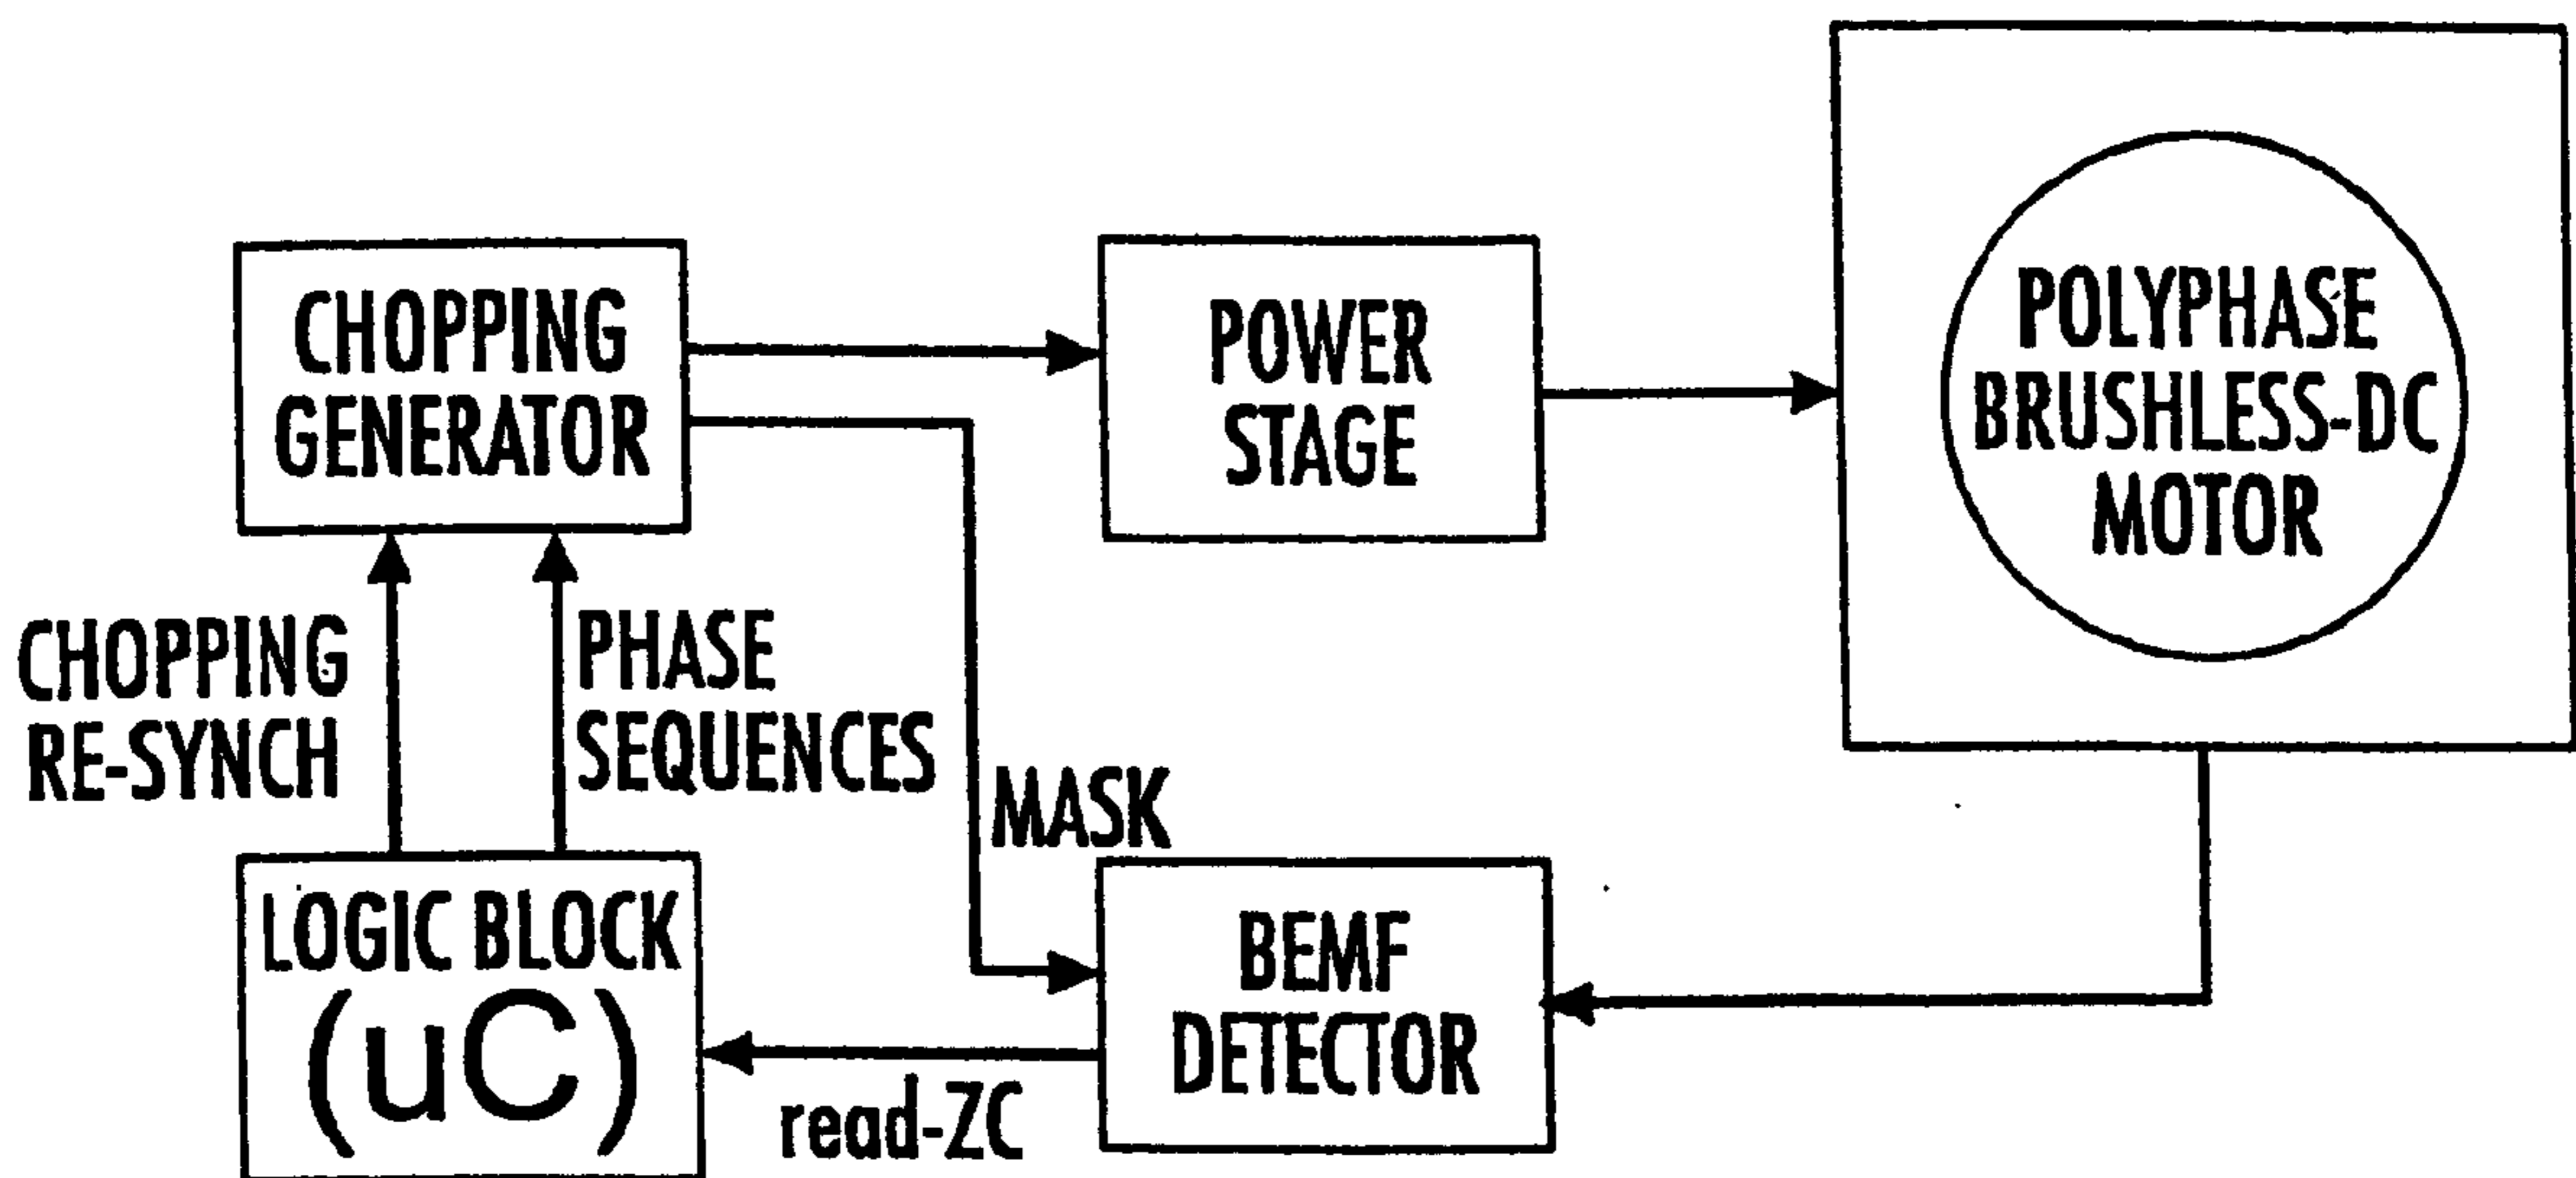 CHOPPING
GENERATOR
POWER
STAGE
POLYPHASE
BRUSHLESS-DC
MOTOR
CHOPPING
RE-SYNCH
PHASE
SEQUENCES
MASK
LOGIC BLOCK
(uC)
BEMF
DETECTOR
read-ZC